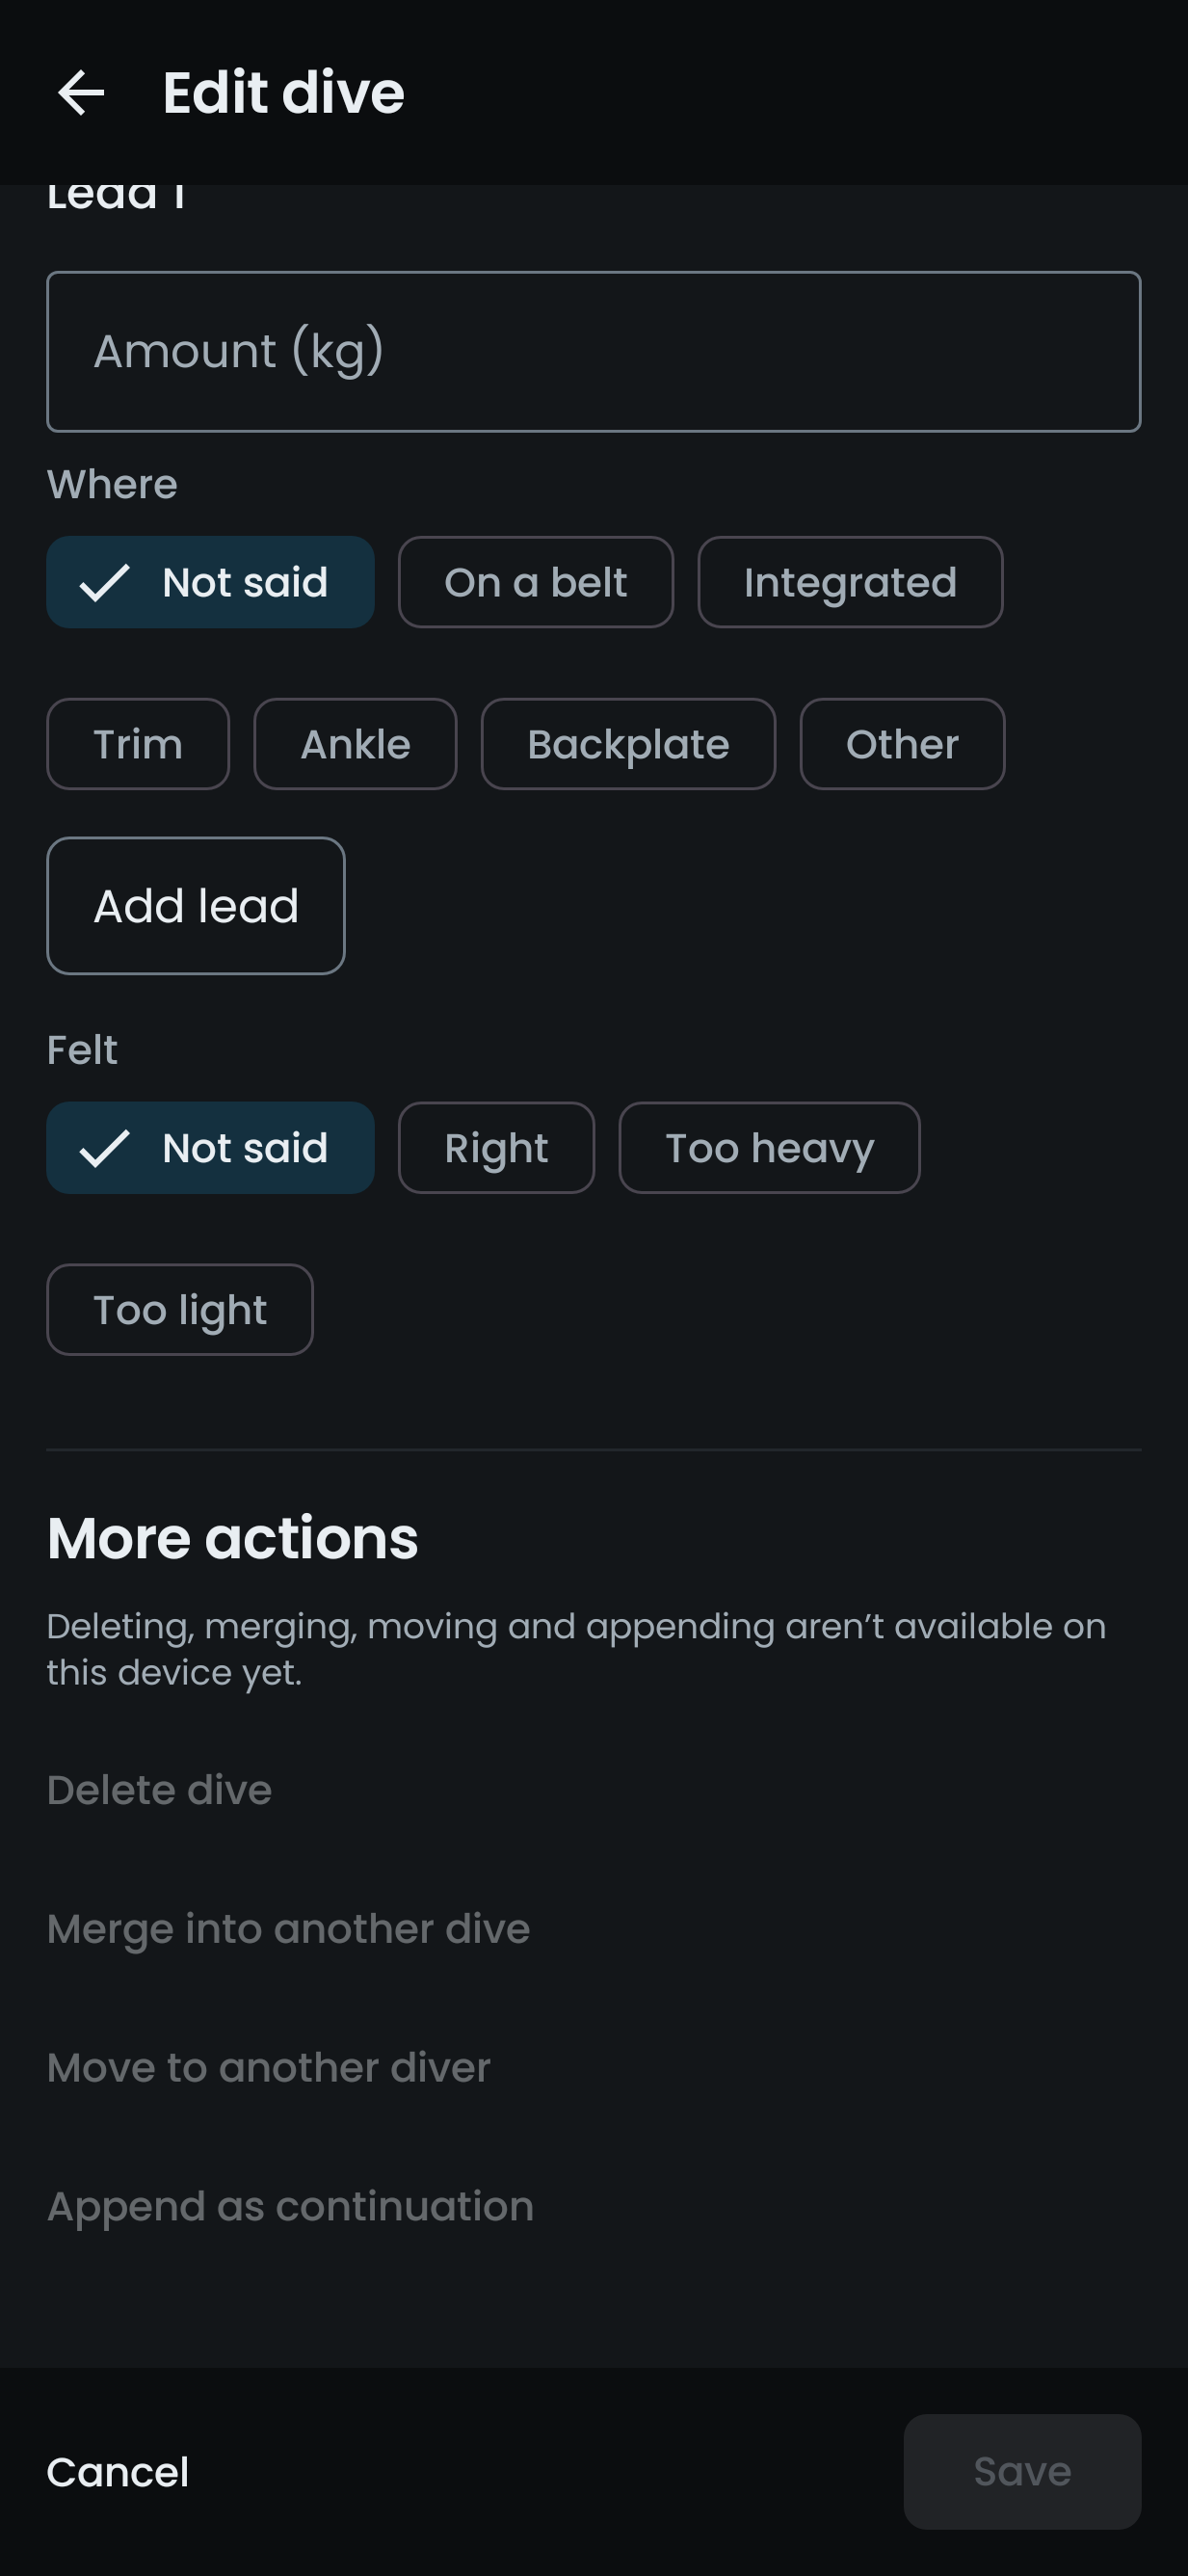 Edit dive
Lead 1
Amount (kg)
Where
Not said
On a belt
Integrated
Trim
Ankle
Backplate
Other
Add lead
Felt
Not said
Right
Too heavy
Too light
More actions
Deleting, merging, moving and appending aren’t available on
this device yet.
Delete dive
Merge into another dive
Move to another diver
Append as continuation
Cancel
Save